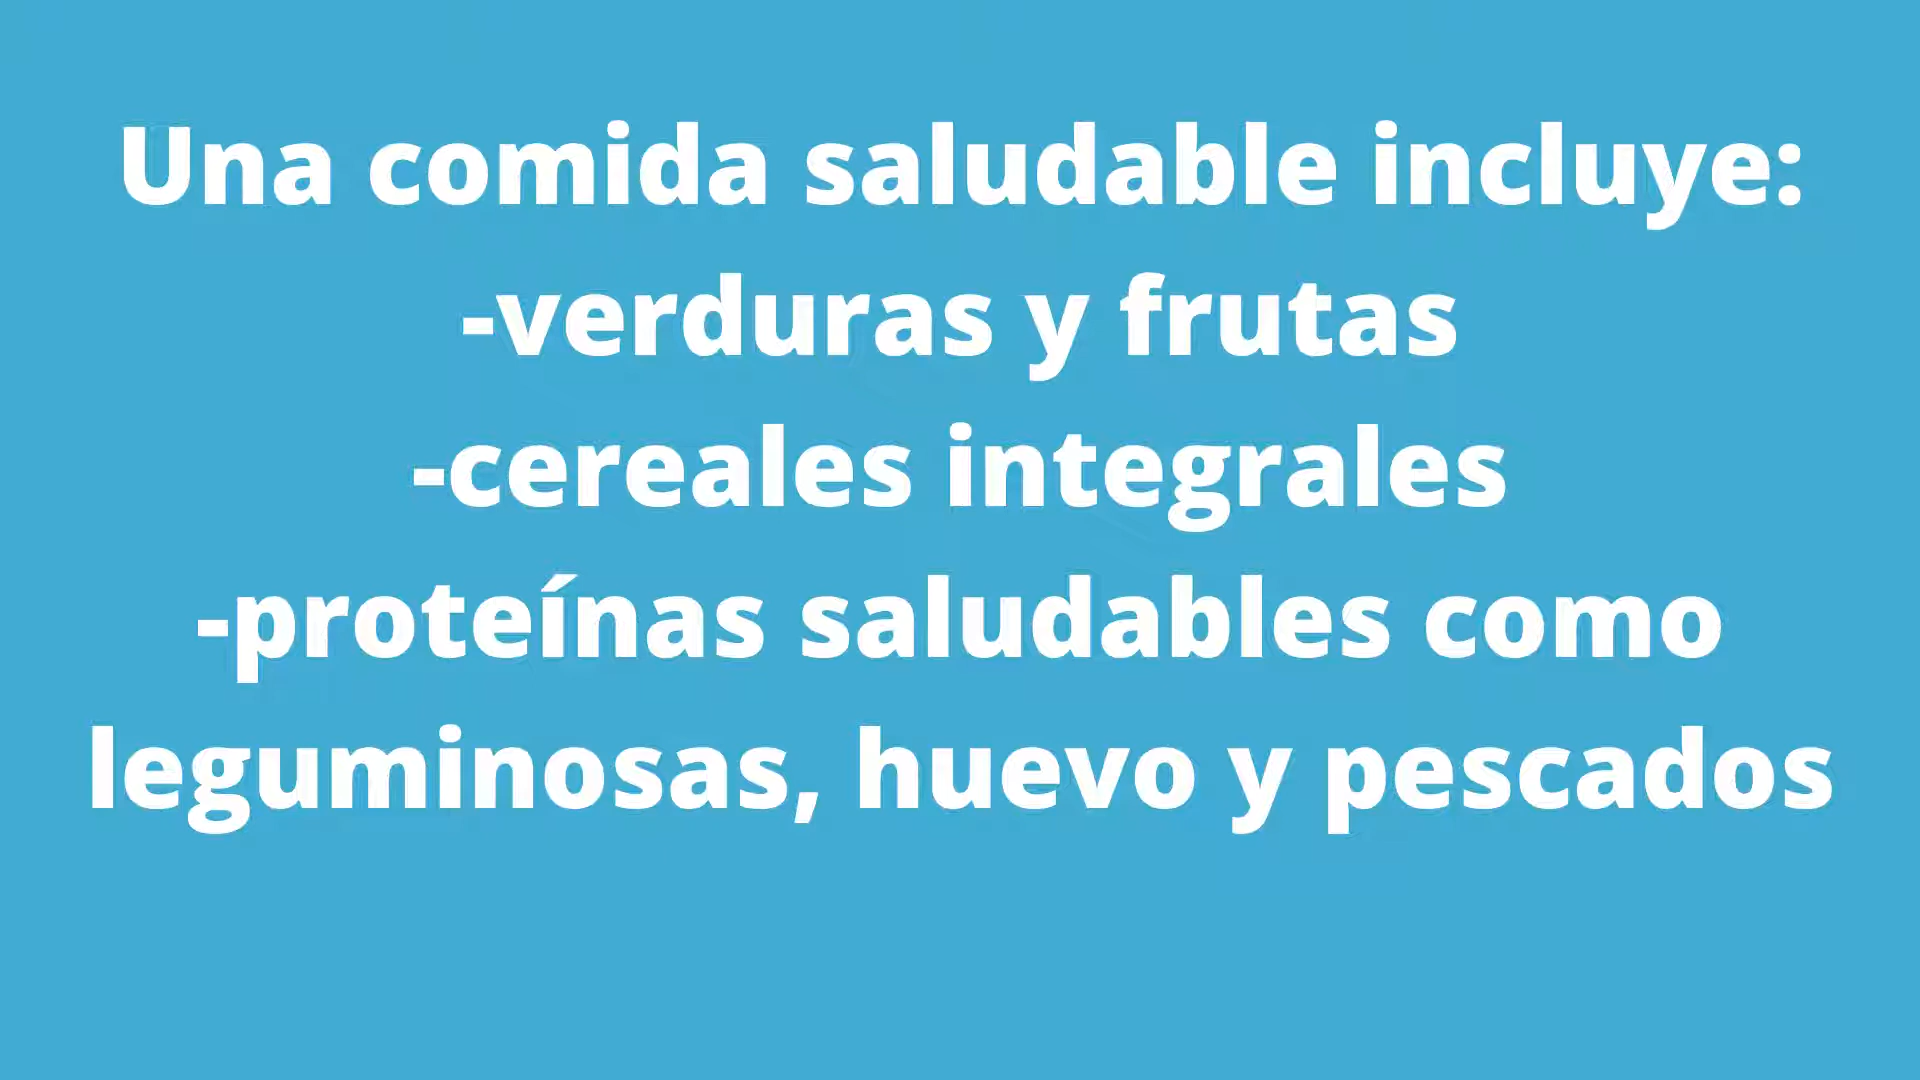 Una comida saludable incluye:
-verduras y frutas
-cereales integrales
-proteínas saludables como
leguminosas, huevo y pescados